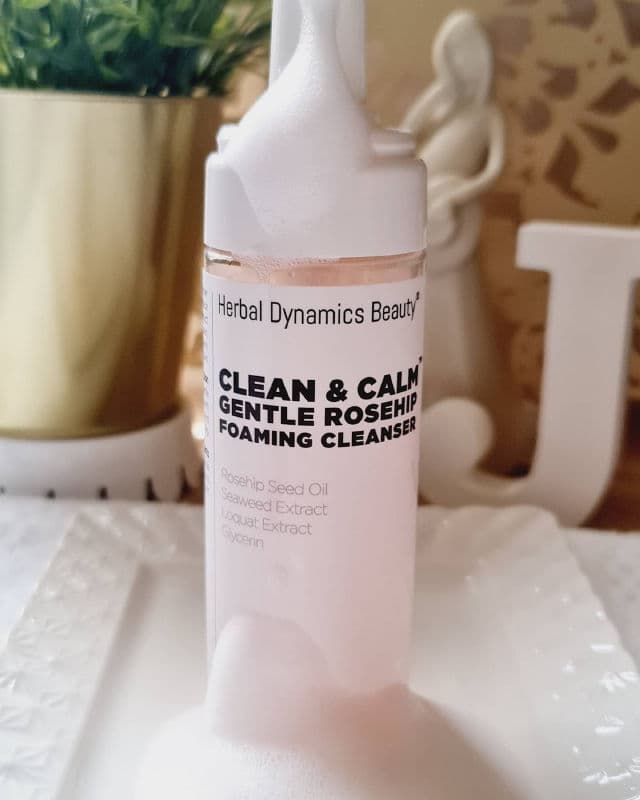 Herbal Dynamics Beauty®
CLEAN & CALM™
GENTLE ROSEHIP
FOAMING CLEANSER
Rosehip Seed Oil
Seaweed Extract
Loquat Extract
Glycerin
J